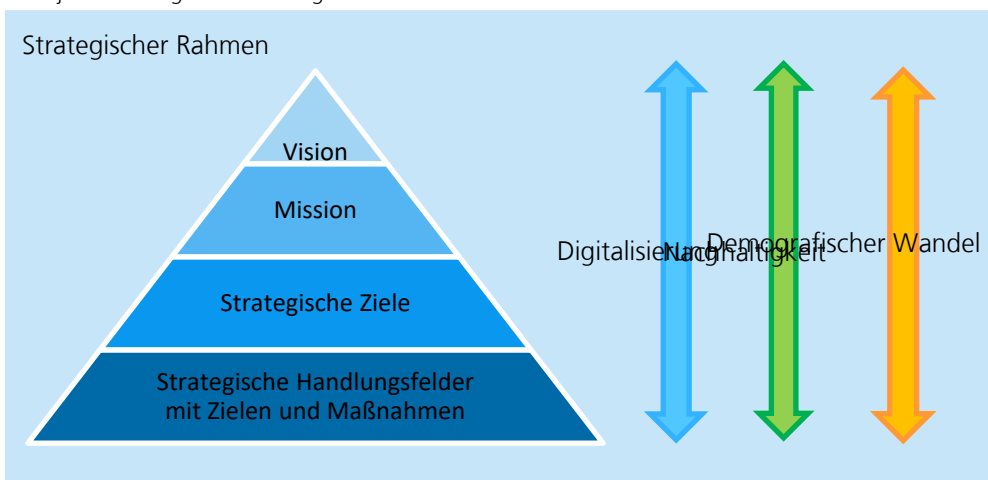 Strategischer Rahmen
Vision
Mission
Strategische Ziele
Strategische Handlungsfelder
mit Zielen und Maßnahmen
Digitalisierung
Nachhaltigkeit
Demografischer Wandel